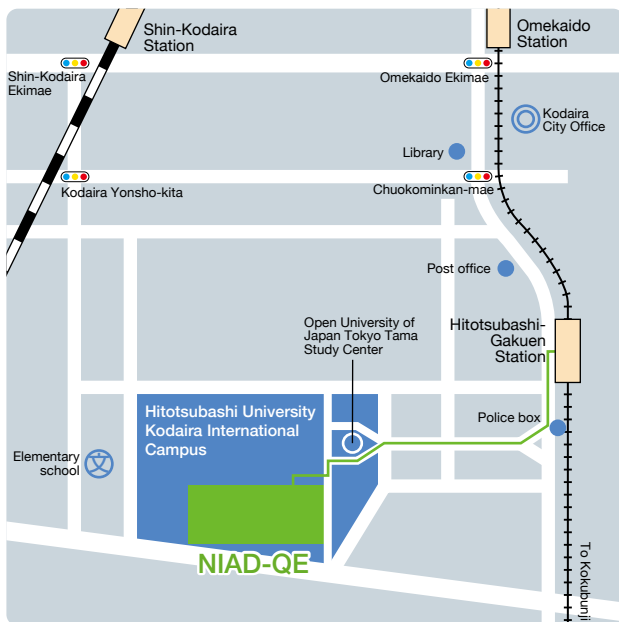 Shin-Kodaira
Station
Omekaido
Station
Shin-Kodaira
Ekimae
Omekaido Ekimae
Kodaira
City Office
Library
Kodaira Yonsho-kita
Chuokominkan-mae
Post office
Open University of
Japan Tokyo Tama
Study Center
Hitotsubashi-
Gakuen
Station
Hitotsubashi University
Kodaira International
Campus
Police box
Elementary
school
文
NIAD-QE
To Kokubunji